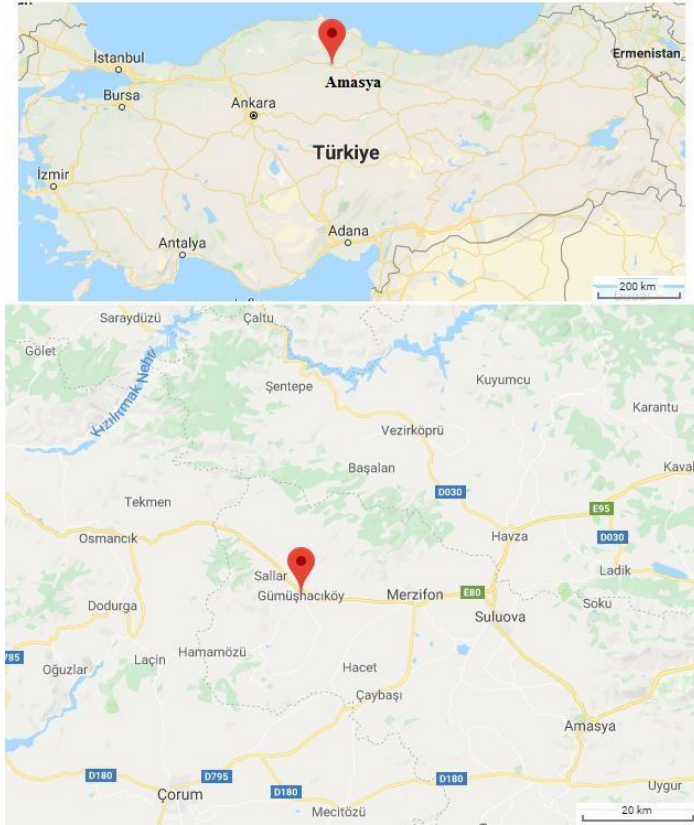 an
İstanbul
Ermenistan
Amasya
Bursa
Ankara
Türkiye
İzmir
Adana
Antalya
200 km
Saraydüzü
Çaltu
Gölet
Kızılırmak Nehri
Şentepe
Kuyumcu
Karantu
Vezirköprü
Başalan
Kaval
D030
Tekmen
E95
Osmancık
Havza
D030
Sallar
Ladik
Gümüşhacıköy
Merzifon
E80
Dodurga
Soku
Suluova
785
Laçin
Hamamözü
Oğuzlar
Hacet
Çaybaşı
Amasya
D180
D795
D180
D180
Çorum
Uygur
Mecitözü
20 km